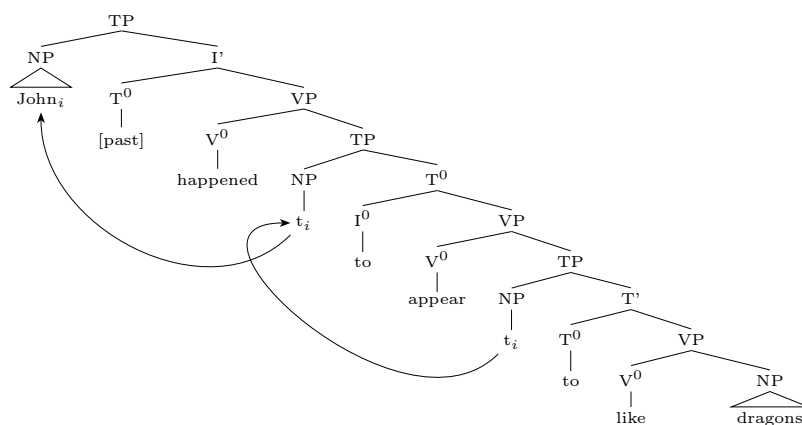 TP
NP I'
John_i T^0 VP
[past] V^0 TP
happened NP T^0
t_i I^0 VP
to V^0 TP
appear NP T'
t_i T^0 VP
to V^0 NP
like dragons